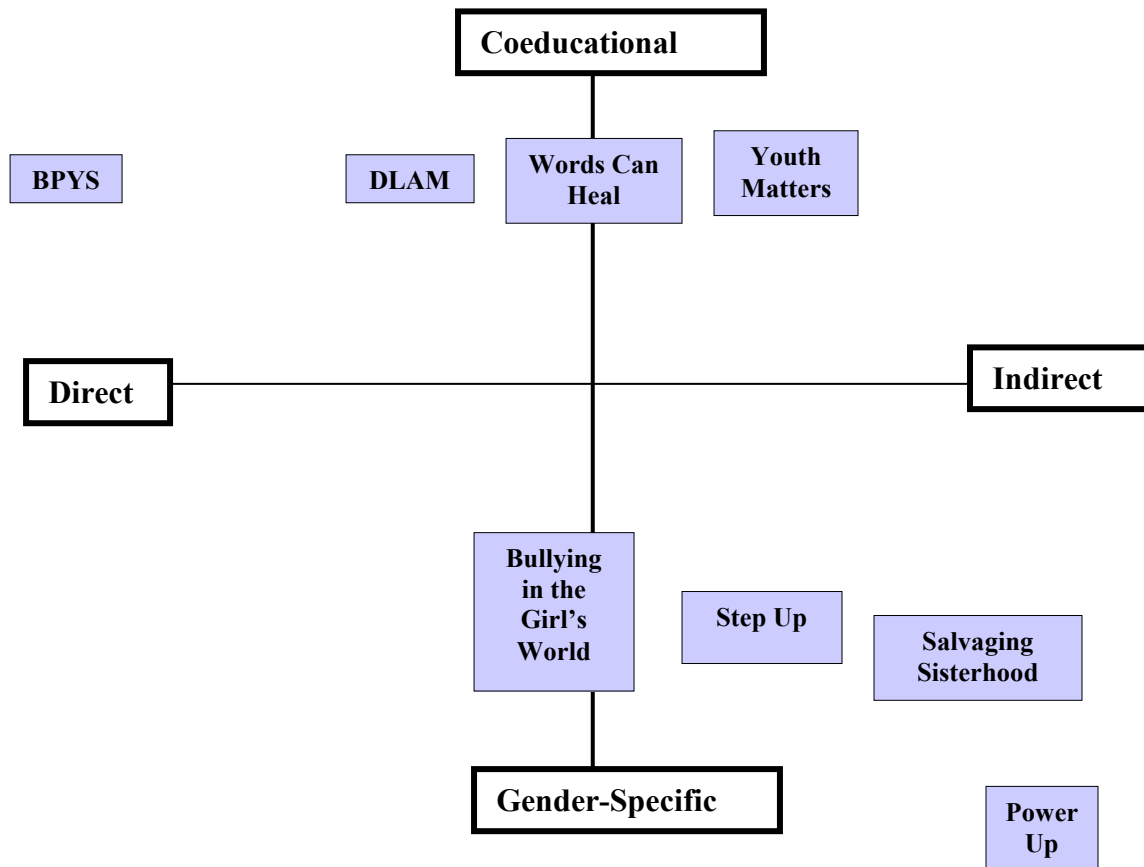 Coeducational
BPYS
DLAM
Words Can
Heal
Youth
Matters
Direct
Indirect
Bullying
in the
Girl’s
World
Step Up
Salvaging
Sisterhood
Gender-Specific
Power
Up